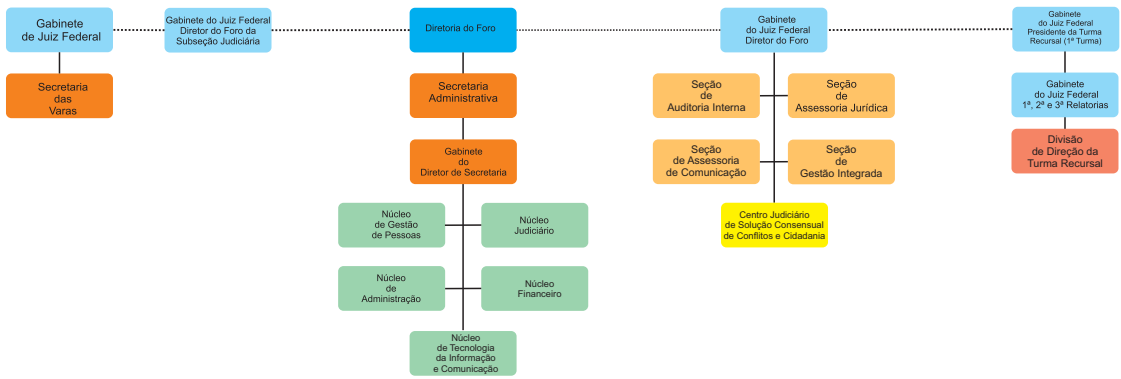 Gabinete
de Juiz Federal
Gabinete do Juiz Federal
Diretor do Foro da
Subseção Judiciária
Diretoria do Foro
Gabinete
do Juiz Federal
Diretor do Foro
Gabinete
do Juiz Federal
Presidente da Turma
Recursal (1ª Turma)
Secretaria
das
Varas
Secretaria
Administrativa
Seção
de
Auditoria Interna
Seção
de
Assessoria Jurídica
Gabinete
do Juiz Federal
1ª, 2ª e 3ª Relatorias
Gabinete
do
Diretor de Secretaria
Seção
de Assessoria
de Comunicação
Seção
de
Gestão Integrada
Divisão
de Direção da
Turma Recursal
Núcleo
de Gestão
de Pessoas
Núcleo
Judiciário
Centro Judiciário
de Solução Consensual
de Conflitos e Cidadania
Núcleo
de
Administração
Núcleo
Financeiro
Núcleo
de Tecnologia
da Informação
e Comunicação